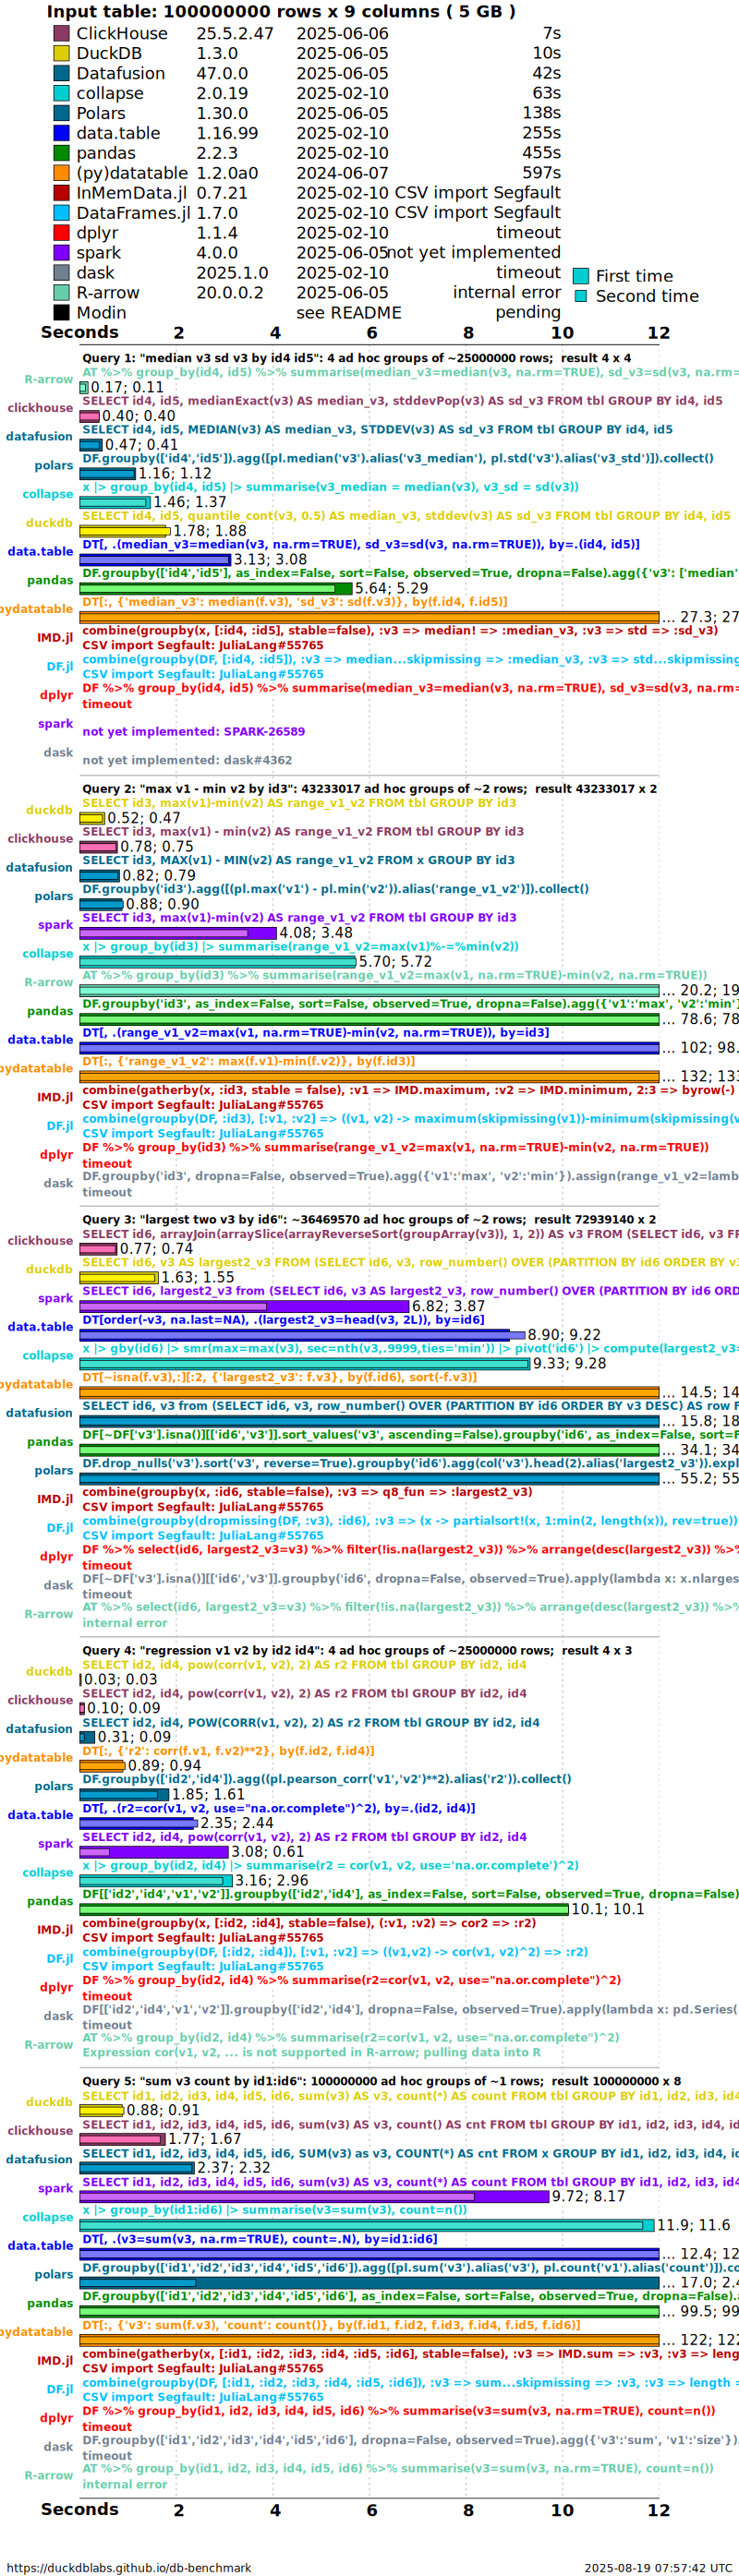 Input table: 100000000 rows x 9 columns ( 5 GB )
ClickHouse 25.5.2.47 2025-06-06 7s
DuckDB 1.3.0 2025-06-05 10s
Datafusion 47.0.0 2025-06-05 42s
collapse 2.0.19 2025-02-10 63s
Polars 1.30.0 2025-06-05 138s
data.table 1.16.99 2025-02-10 255s
pandas 2.2.3 2025-02-10 455s
(py)datatable 1.2.0a0 2024-06-07 597s
InMemData.jl 0.7.21 2025-02-10 CSV import Segfault
DataFrames.jl 1.7.0 2025-02-10 CSV import Segfault
dplyr 1.1.4 2025-02-10 timeout
spark 4.0.0 2025-06-05 not yet implemented
dask 2025.1.0 2025-02-10 timeout
R-arrow 20.0.0.2 2025-06-05 internal error
Modin see README pending
First time
Second time
Seconds 2 4 6 8 10 12
Query 1: "median v3 sd v3 by id4 id5": 4 ad hoc groups of ~25000000 rows;  result 4 x 4
AT %>% group_by(id4, id5) %>% summarise(median_v3=median(v3, na.rm=TRUE), sd_v3=sd(v3, na.rm=
R-arrow 0.17; 0.11
SELECT id4, id5, medianExact(v3) AS median_v3, stddevPop(v3) AS sd_v3 FROM tbl GROUP BY id4, id5
clickhouse 0.40; 0.40
SELECT id4, id5, MEDIAN(v3) AS median_v3, STDDEV(v3) AS sd_v3 FROM tbl GROUP BY id4, id5
datafusion 0.47; 0.41
DF.groupby(['id4','id5']).agg([pl.median('v3').alias('v3_median'), pl.std('v3').alias('v3_std')]).collect()
polars 1.16; 1.12
x |> group_by(id4, id5) |> summarise(v3_median = median(v3), v3_sd = sd(v3))
collapse 1.46; 1.37
SELECT id4, id5, quantile_cont(v3, 0.5) AS median_v3, stddev(v3) AS sd_v3 FROM tbl GROUP BY id4, id5
duckdb 1.78; 1.88
DT[, .(median_v3=median(v3, na.rm=TRUE), sd_v3=sd(v3, na.rm=TRUE)), by=.(id4, id5)]
data.table 3.13; 3.08
DF.groupby(['id4','id5'], as_index=False, sort=False, observed=True, dropna=False).agg({'v3': ['median'
pandas 5.64; 5.29
DT[:, {'median_v3': median(f.v3), 'sd_v3': sd(f.v3)}, by(f.id4, f.id5)]
pydatatable ... 27.3; 27
combine(groupby(x, [:id4, :id5], stable=false), :v3 => median! => :median_v3, :v3 => std => :sd_v3)
IMD.jl CSV import Segfault: JuliaLang#55765
combine(groupby(DF, [:id4, :id5]), :v3 => median...skipmissing => :median_v3, :v3 => std...skipmissing
DF.jl CSV import Segfault: JuliaLang#55765
DF %>% group_by(id4, id5) %>% summarise(median_v3=median(v3, na.rm=TRUE), sd_v3=sd(v3, na.rm=
dplyr timeout
spark not yet implemented: SPARK-26589
dask not yet implemented: dask#4362
Query 2: "max v1 - min v2 by id3": 43233017 ad hoc groups of ~2 rows;  result 43233017 x 2
SELECT id3, max(v1)-min(v2) AS range_v1_v2 FROM tbl GROUP BY id3
duckdb 0.52; 0.47
SELECT id3, max(v1) - min(v2) AS range_v1_v2 FROM tbl GROUP BY id3
clickhouse 0.78; 0.75
SELECT id3, MAX(v1) - MIN(v2) AS range_v1_v2 FROM x GROUP BY id3
datafusion 0.82; 0.79
DF.groupby('id3').agg([(pl.max('v1') - pl.min('v2')).alias('range_v1_v2')]).collect()
polars 0.88; 0.90
SELECT id3, max(v1)-min(v2) AS range_v1_v2 FROM tbl GROUP BY id3
spark 4.08; 3.48
x |> group_by(id3) |> summarise(range_v1_v2=max(v1)%-=%min(v2))
collapse 5.70; 5.72
AT %>% group_by(id3) %>% summarise(range_v1_v2=max(v1, na.rm=TRUE)-min(v2, na.rm=TRUE))
R-arrow ... 20.2; 19
DF.groupby('id3', as_index=False, sort=False, observed=True, dropna=False).agg({'v1':'max', 'v2':'min'}
pandas ... 78.6; 78
DT[, .(range_v1_v2=max(v1, na.rm=TRUE)-min(v2, na.rm=TRUE)), by=id3]
data.table ... 102; 98.
DT[:, {'range_v1_v2': max(f.v1)-min(f.v2)}, by(f.id3)]
pydatatable ... 132; 133
combine(gatherby(x, :id3, stable = false), :v1 => IMD.maximum, :v2 => IMD.minimum, 2:3 => byrow(-)
IMD.jl CSV import Segfault: JuliaLang#55765
combine(groupby(DF, :id3), [:v1, :v2] => ((v1, v2) -> maximum(skipmissing(v1))-minimum(skipmissing(v
DF.jl CSV import Segfault: JuliaLang#55765
DF %>% group_by(id3) %>% summarise(range_v1_v2=max(v1, na.rm=TRUE)-min(v2, na.rm=TRUE))
dplyr timeout
DF.groupby('id3', dropna=False, observed=True).agg({'v1':'max', 'v2':'min'}).assign(range_v1_v2=lamb
dask timeout
Query 3: "largest two v3 by id6": ~36469570 ad hoc groups of ~2 rows;  result 72939140 x 2
SELECT id6, arrayJoin(arraySlice(arrayReverseSort(groupArray(v3)), 1, 2)) AS v3 FROM (SELECT id6, v3 FR
clickhouse 0.77; 0.74
SELECT id6, v3 AS largest2_v3 FROM (SELECT id6, v3, row_number() OVER (PARTITION BY id6 ORDER BY v3
duckdb 1.63; 1.55
SELECT id6, largest2_v3 from (SELECT id6, v3 AS largest2_v3, row_number() OVER (PARTITION BY id6 ORD
spark 6.82; 3.87
DT[order(-v3, na.last=NA), .(largest2_v3=head(v3, 2L)), by=id6]
data.table 8.90; 9.22
x |> gby(id6) |> smr(max=max(v3), sec=nth(v3,.9999,ties='min')) |> pivot('id6') |> compute(largest2_v3=
collapse 9.33; 9.28
DT[~isna(f.v3),:][:2, {'largest2_v3': f.v3}, by(f.id6), sort(-f.v3)]
pydatatable ... 14.5; 14
SELECT id6, v3 from (SELECT id6, v3, row_number() OVER (PARTITION BY id6 ORDER BY v3 DESC) AS row F
datafusion ... 15.8; 18
DF[~DF['v3'].isna()][['id6','v3']].sort_values('v3', ascending=False).groupby('id6', as_index=False, sort=F
pandas ... 34.1; 34
DF.drop_nulls('v3').sort('v3', reverse=True).groupby('id6').agg(col('v3').head(2).alias('largest2_v3')).expl
polars ... 55.2; 55
combine(groupby(x, :id6, stable=false), :v3 => q8_fun => :largest2_v3)
IMD.jl CSV import Segfault: JuliaLang#55765
combine(groupby(dropmissing(DF, :v3), :id6), :v3 => (x -> partialsort!(x, 1:min(2, length(x)), rev=true))
DF.jl CSV import Segfault: JuliaLang#55765
DF %>% select(id6, largest2_v3=v3) %>% filter(!is.na(largest2_v3)) %>% arrange(desc(largest2_v3)) %>%
dplyr timeout
DF[~DF['v3'].isna()][['id6','v3']].groupby('id6', dropna=False, observed=True).apply(lambda x: x.nlarges
dask timeout
AT %>% select(id6, largest2_v3=v3) %>% filter(!is.na(largest2_v3)) %>% arrange(desc(largest2_v3)) %>%
R-arrow internal error
Query 4: "regression v1 v2 by id2 id4": 4 ad hoc groups of ~25000000 rows;  result 4 x 3
SELECT id2, id4, pow(corr(v1, v2), 2) AS r2 FROM tbl GROUP BY id2, id4
duckdb 0.03; 0.03
SELECT id2, id4, pow(corr(v1, v2), 2) AS r2 FROM tbl GROUP BY id2, id4
clickhouse 0.10; 0.09
SELECT id2, id4, POW(CORR(v1, v2), 2) AS r2 FROM tbl GROUP BY id2, id4
datafusion 0.31; 0.09
DT[:, {'r2': corr(f.v1, f.v2)**2}, by(f.id2, f.id4)]
pydatatable 0.89; 0.94
DF.groupby(['id2','id4']).agg((pl.pearson_corr('v1','v2')**2).alias('r2')).collect()
polars 1.85; 1.61
DT[, .(r2=cor(v1, v2, use="na.or.complete")^2), by=.(id2, id4)]
data.table 2.35; 2.44
SELECT id2, id4, pow(corr(v1, v2), 2) AS r2 FROM tbl GROUP BY id2, id4
spark 3.08; 0.61
x |> group_by(id2, id4) |> summarise(r2 = cor(v1, v2, use='na.or.complete')^2)
collapse 3.16; 2.96
DF[['id2','id4','v1','v2']].groupby(['id2','id4'], as_index=False, sort=False, observed=True, dropna=False)
pandas 10.1; 10.1
combine(groupby(x, [:id2, :id4], stable=false), (:v1, :v2) => cor2 => :r2)
IMD.jl CSV import Segfault: JuliaLang#55765
combine(groupby(DF, [:id2, :id4]), [:v1, :v2] => ((v1,v2) -> cor(v1, v2)^2) => :r2)
DF.jl CSV import Segfault: JuliaLang#55765
DF %>% group_by(id2, id4) %>% summarise(r2=cor(v1, v2, use="na.or.complete")^2)
dplyr timeout
DF[['id2','id4','v1','v2']].groupby(['id2','id4'], dropna=False, observed=True).apply(lambda x: pd.Series(
dask timeout
AT %>% group_by(id2, id4) %>% summarise(r2=cor(v1, v2, use="na.or.complete")^2)
R-arrow Expression cor(v1, v2, ... is not supported in R-arrow; pulling data into R
Query 5: "sum v3 count by id1:id6": 100000000 ad hoc groups of ~1 rows;  result 100000000 x 8
SELECT id1, id2, id3, id4, id5, id6, sum(v3) AS v3, count(*) AS count FROM tbl GROUP BY id1, id2, id3, id4
duckdb 0.88; 0.91
SELECT id1, id2, id3, id4, id5, id6, sum(v3) AS v3, count() AS cnt FROM tbl GROUP BY id1, id2, id3, id4, id
clickhouse 1.77; 1.67
SELECT id1, id2, id3, id4, id5, id6, SUM(v3) as v3, COUNT(*) AS cnt FROM x GROUP BY id1, id2, id3, id4, id
datafusion 2.37; 2.32
SELECT id1, id2, id3, id4, id5, id6, sum(v3) AS v3, count(*) AS count FROM tbl GROUP BY id1, id2, id3, id4
spark 9.72; 8.17
x |> group_by(id1:id6) |> summarise(v3=sum(v3), count=n())
collapse 11.9; 11.6
DT[, .(v3=sum(v3, na.rm=TRUE), count=.N), by=id1:id6]
data.table ... 12.4; 12
DF.groupby(['id1','id2','id3','id4','id5','id6']).agg([pl.sum('v3').alias('v3'), pl.count('v1').alias('count')]).co
polars ... 17.0; 2.4
DF.groupby(['id1','id2','id3','id4','id5','id6'], as_index=False, sort=False, observed=True, dropna=False).a
pandas ... 99.5; 99
DT[:, {'v3': sum(f.v3), 'count': count()}, by(f.id1, f.id2, f.id3, f.id4, f.id5, f.id6)]
pydatatable ... 122; 122
combine(gatherby(x, [:id1, :id2, :id3, :id4, :id5, :id6], stable=false), :v3 => IMD.sum => :v3, :v3 => leng
IMD.jl CSV import Segfault: JuliaLang#55765
combine(groupby(DF, [:id1, :id2, :id3, :id4, :id5, :id6]), :v3 => sum...skipmissing => :v3, :v3 => length =
DF.jl CSV import Segfault: JuliaLang#55765
DF %>% group_by(id1, id2, id3, id4, id5, id6) %>% summarise(v3=sum(v3, na.rm=TRUE), count=n())
dplyr timeout
DF.groupby(['id1','id2','id3','id4','id5','id6'], dropna=False, observed=True).agg({'v3':'sum', 'v1':'size'}).
dask timeout
AT %>% group_by(id1, id2, id3, id4, id5, id6) %>% summarise(v3=sum(v3, na.rm=TRUE), count=n())
R-arrow internal error
Seconds 2 4 6 8 10 12
https://duckdblabs.github.io/db-benchmark 2025-08-19 07:57:42 UTC